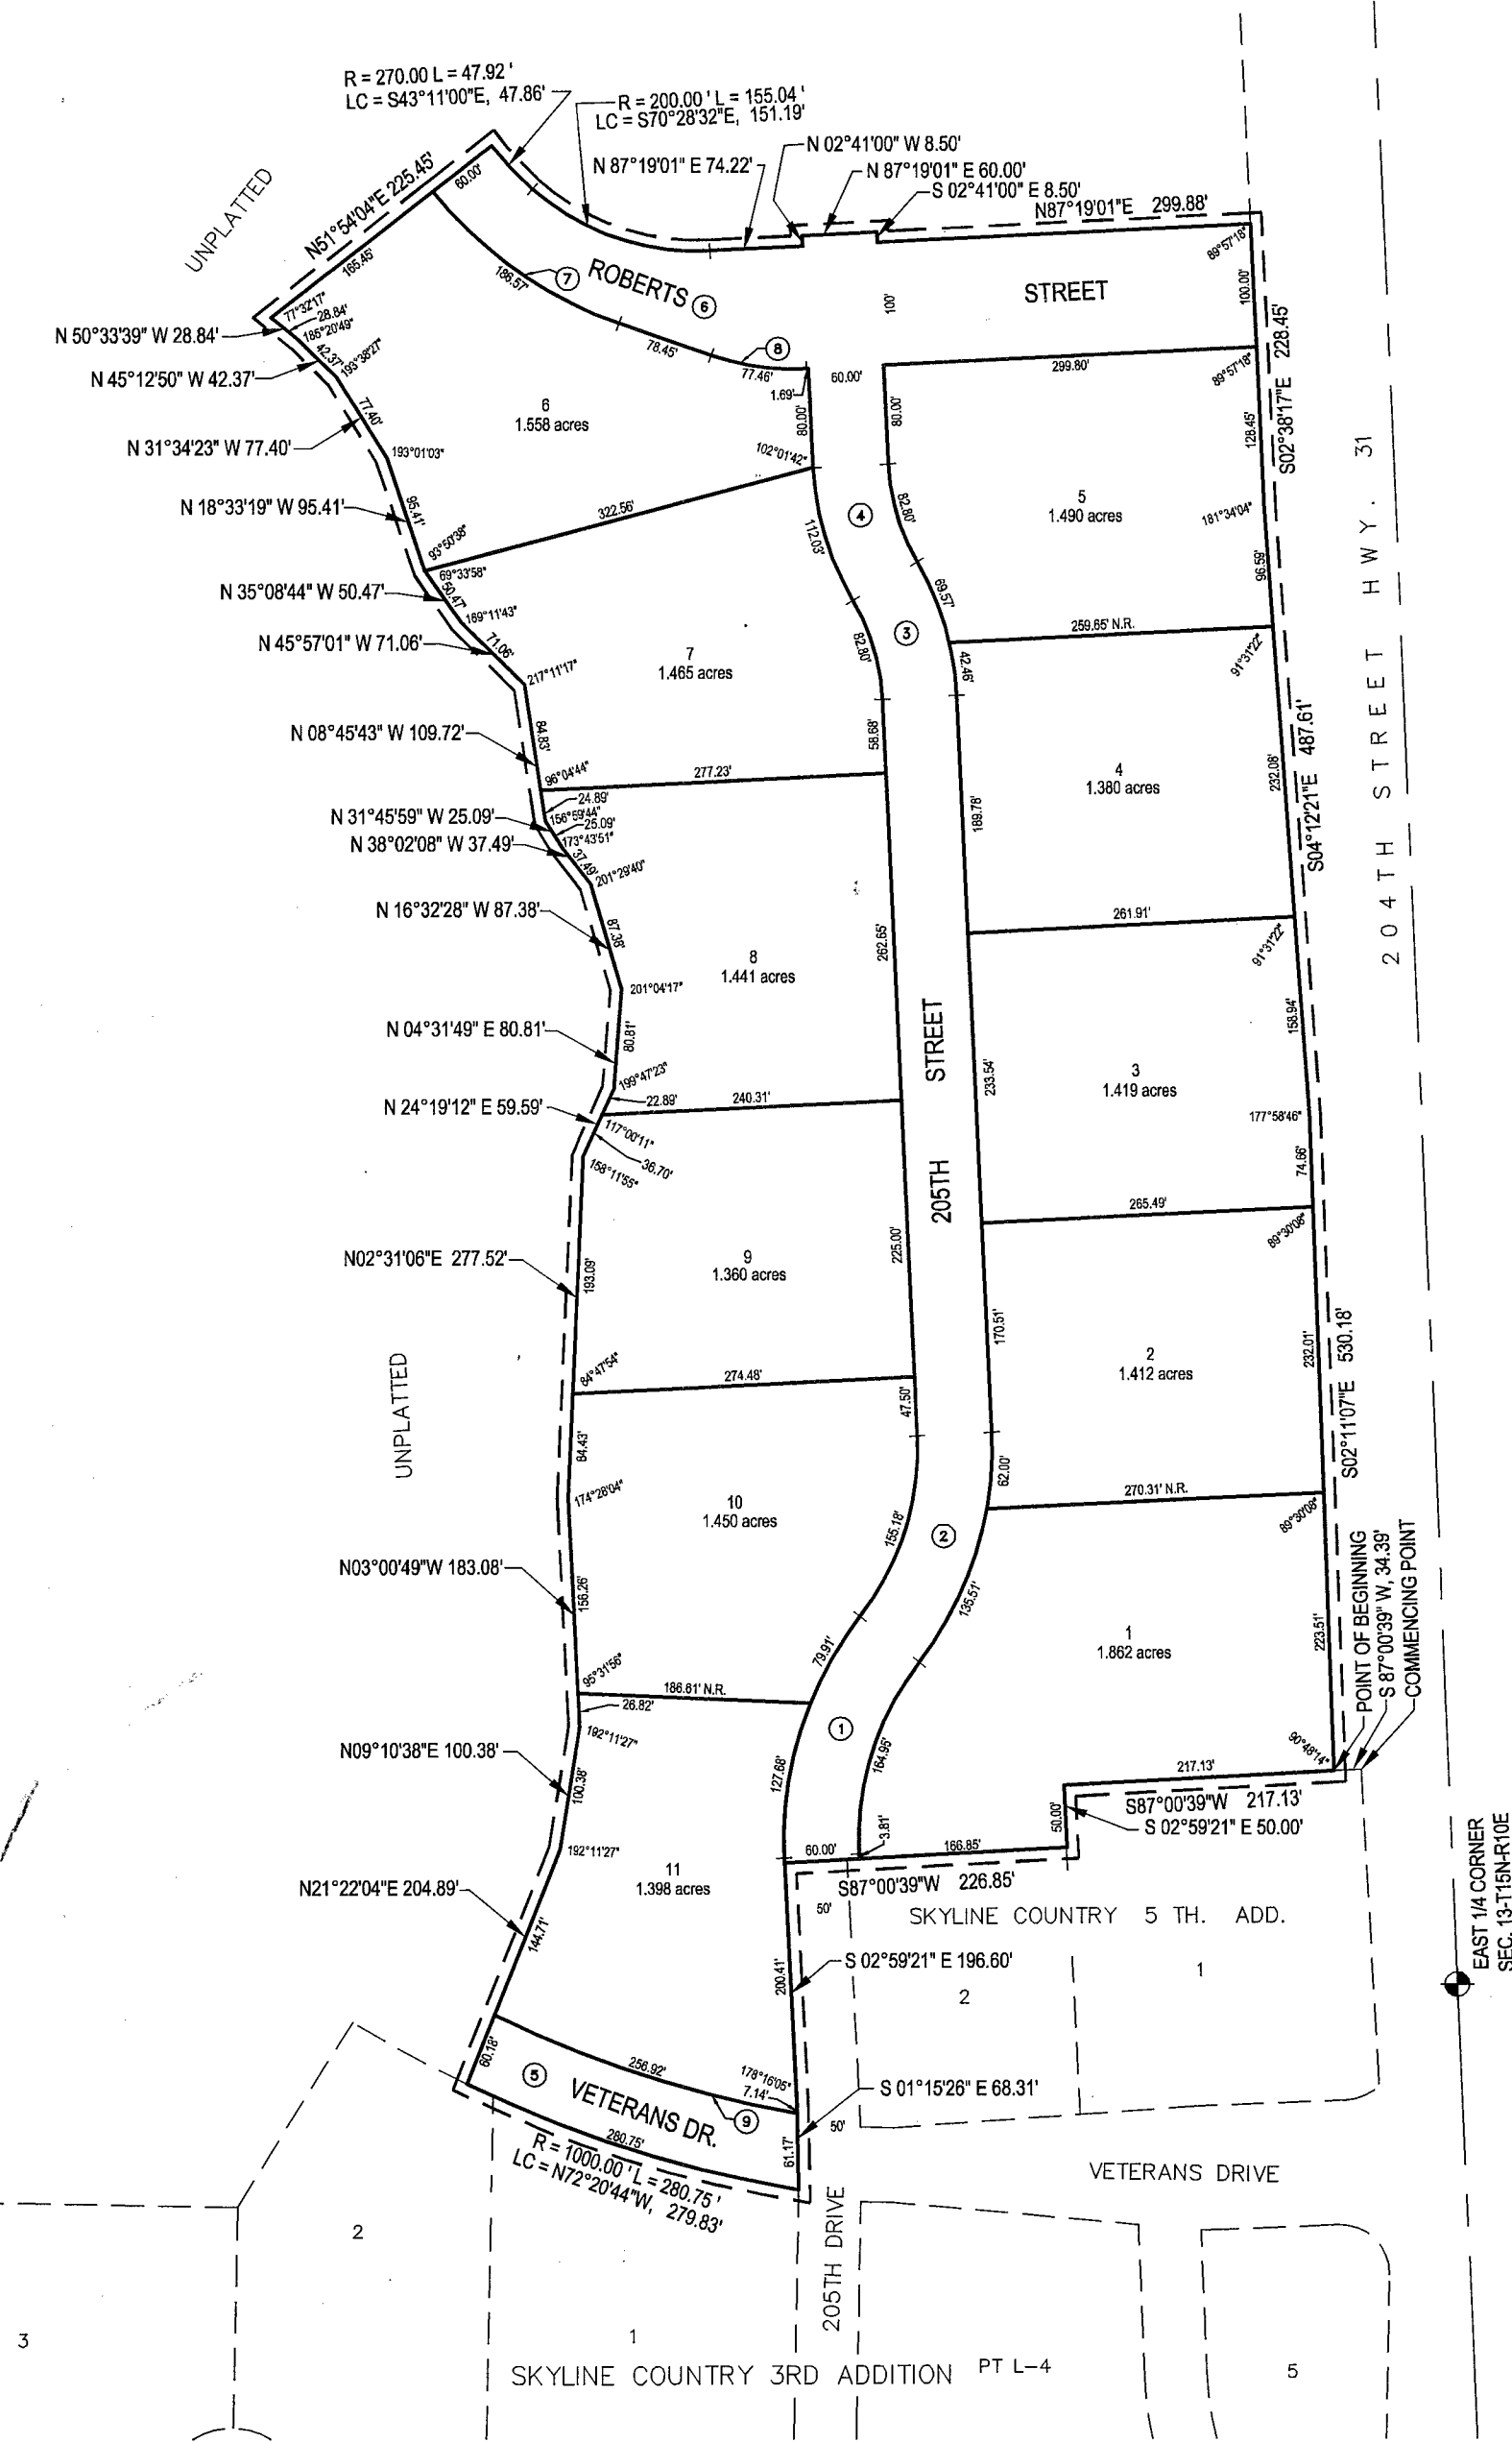 R = 270.00 L = 47.92 '
LC = S43°11'00"E, 47.86'
R = 200.00 ' L = 155.04 '
LC = S70°28'32"E, 151.19'
N 02°41'00" W 8.50'
N 87°19'01" E 74.22'
N 87°19'01" E 60.00'
S 02°41'00" E 8.50'
N87°19'01"E 299.88'
UNPLATTED
N51°54'04"E 225.45'
60.00'
165.45'
89°57'18"
ROBERTS
STREET
7
6
186.57'
100'
100.00'
S02°38'17"E 228.45'
77°32'17"
28.84'
N 50°33'39" W 28.84'
185°20'49"
42.37'
193°38'27"
N 45°12'50" W 42.37'
78.45'
8
77.46'
1.69'
60.00'
299.80'
89°57'18"
6
1.558 acres
80.00'
80.00'
128.45'
77.40'
N 31°34'23" W 77.40'
193°01'03"
102°01'42"
N 18°33'19" W 95.41'
95.41'
322.56'
112.03'
4
82.80'
5
1.490 acres
181°34'04"
204TH STREET HWY. 31
93°50'38"
69°33'58"
96.59'
N 35°08'44" W 50.47'
50.47'
169°11'43"
69.57'
N 45°57'01" W 71.06'
71.06'
82.80'
3
259.65' N.R.
7
1.465 acres
42.46'
91°31'22"
217°11'17"
N 08°45'43" W 109.72'
84.83'
58.68'
S04°12'21"E 487.61'
96°04'44"
277.23'
4
1.380 acres
232.08'
24.89'
N 31°45'59" W 25.09'
156°59'44"
25.09'
189.78'
N 38°02'08" W 37.49'
173°43'51"
37.49'
201°29'40"
N 16°32'28" W 87.38'
87.38'
261.91'
91°31'22"
8
1.441 acres
262.65'
201°04'17"
N 04°31'49" E 80.81'
80.81'
158.94'
205TH STREET
233.54'
3
1.419 acres
199°47'23"
N 24°19'12" E 59.59'
22.89'
240.31'
117°00'11"
177°58'46"
36.70'
158°11'55"
74.66'
265.49'
89°30'08"
N02°31'06"E 277.52'
193.09'
9
1.360 acres
225.00'
170.51'
232.01'
S02°11'07"E 530.18'
2
1.412 acres
84°47'54"
274.48'
47.50'
UNPLATTED
84.43'
62.00'
174°28'04"
270.31' N.R.
89°30'08"
10
1.450 acres
155.18'
2
POINT OF BEGINNING
S 87°00'39" W, 34.39'
COMMENCING POINT
N03°00'49"W 183.08'
156.26'
135.51'
1
1.862 acres
223.51'
79.91'
95°31'56"
186.61' N.R.
26.82'
192°11'27"
1
90°48'14"
N09°10'38"E 100.38'
100.38'
127.68'
164.95'
217.13'
S87°00'39"W 217.13'
50.00'
S 02°59'21" E 50.00'
3.81'
60.00'
166.85'
192°11'27"
11
1.398 acres
N21°22'04"E 204.89'
S87°00'39"W 226.85'
50'
SKYLINE COUNTRY 5 TH. ADD.
EAST 1/4 CORNER
SEC. 13-T15N-R10E
144.71'
200.41'
S 02°59'21" E 196.60'
2
1
60.18'
256.92'
178°16'05"
7.14'
S 01°15'26" E 68.31'
5
VETERANS DR.
9
50'
61.17'
280.75'
R = 1000.00 ' L = 280.75 '
LC = N72°20'44"W, 279.83'
VETERANS DRIVE
205TH DRIVE
2
3
1
SKYLINE COUNTRY 3RD ADDITION
PT L-4
5